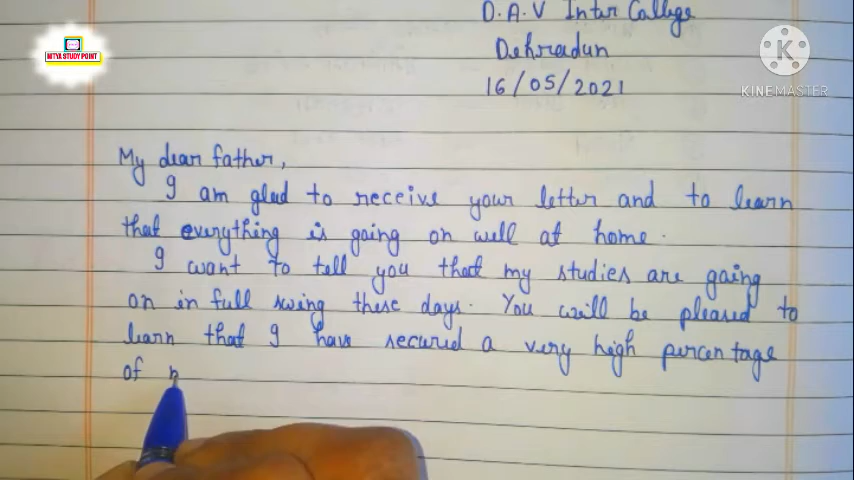 D.A.V Inter College
NITYA STUDY POINT
Dehradun
16/05/2021
KINEMASTER
My dear father,
I am glad to receive your letter and to learn
that everything is going on well at home.
I want to tell you that my studies are going
on in full swing these days. You will be pleased to
learn that I have secured a very high percentage
of